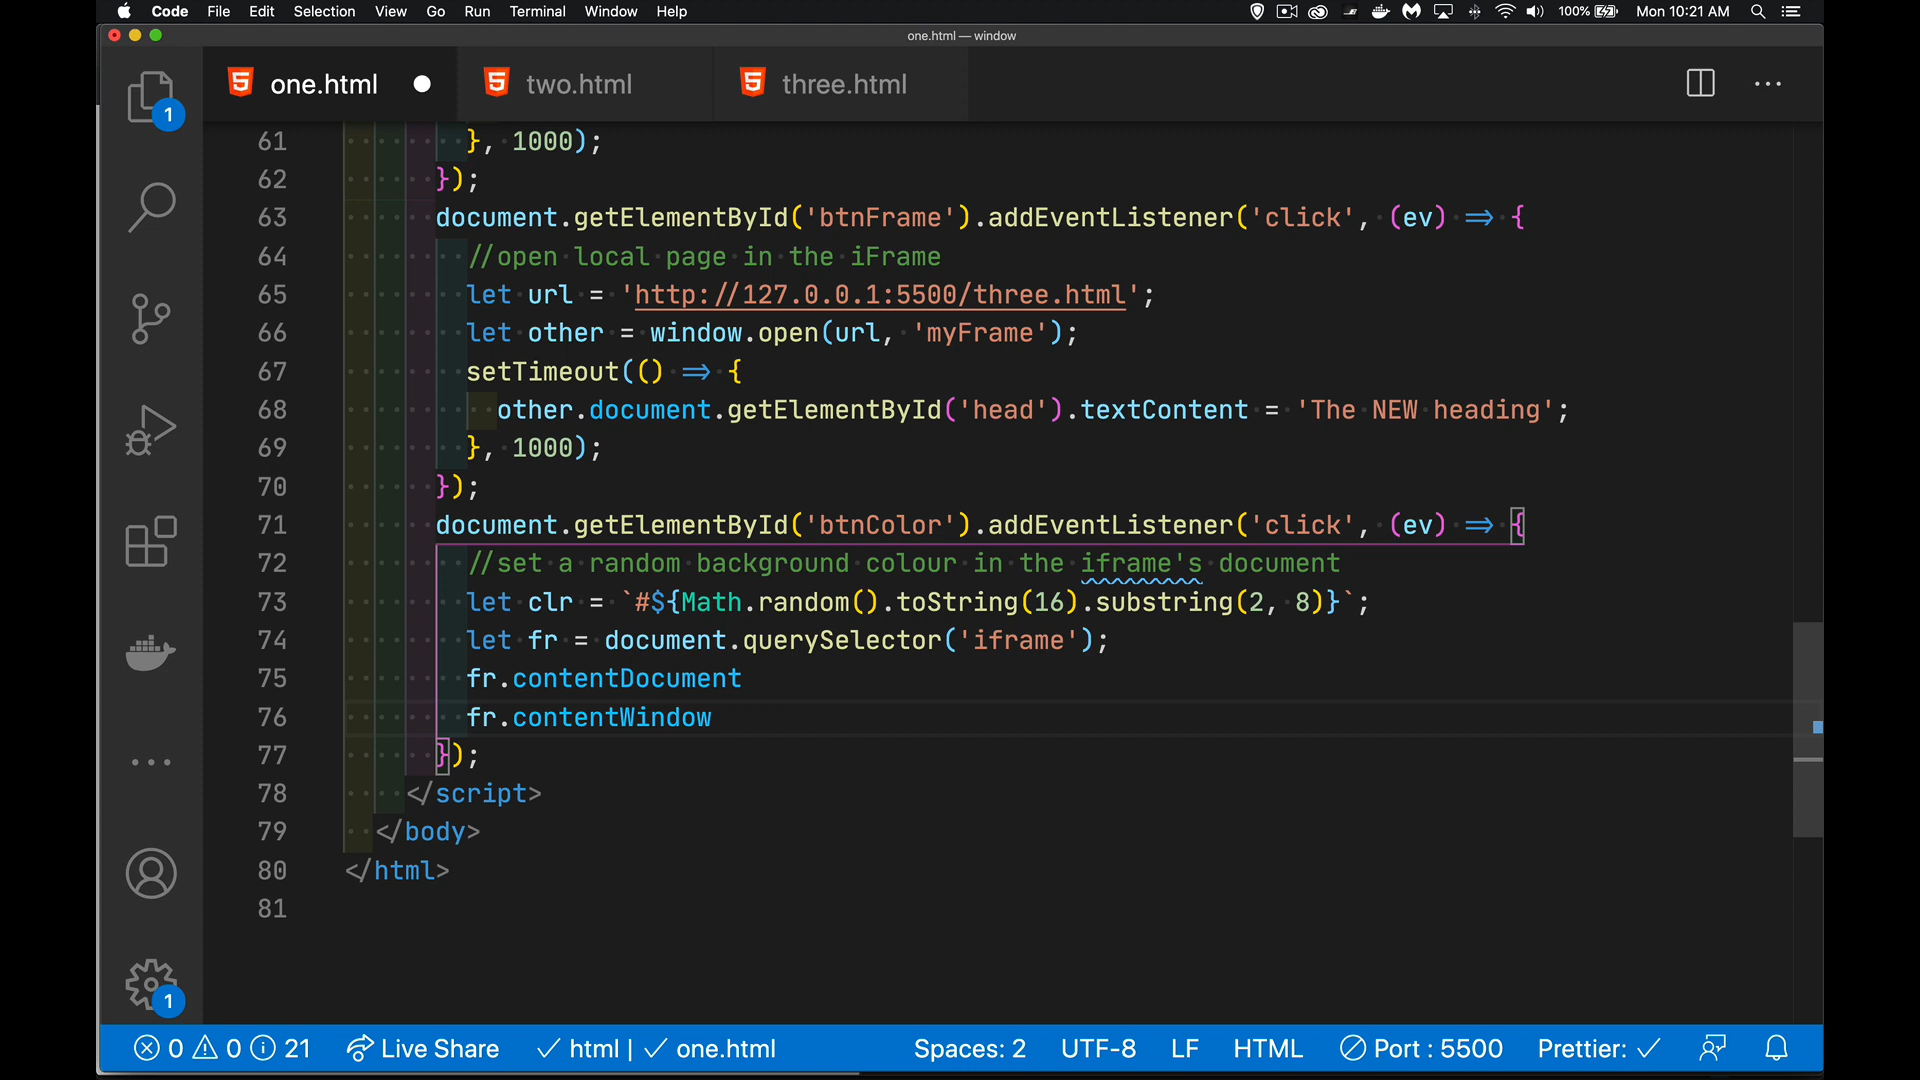 Code File Edit Selection View Go Run Terminal Window Help 100% Mon 10:21 AM
one.html — window
one.html two.html three.html
61 }, 1000);
62 });
63 document.getElementById('btnFrame').addEventListener('click', (ev) => {
64 //open local page in the iFrame
65 let url = 'http://127.0.0.1:5500/three.html';
66 let other = window.open(url, 'myFrame');
67 setTimeout(() => {
68 other.document.getElementById('head').textContent = 'The NEW heading';
69 }, 1000);
70 });
71 document.getElementById('btnColor').addEventListener('click', (ev) => {
72 //set a random background colour in the iframe's document
73 let clr = `#${Math.random().toString(16).substring(2, 8)}`;
74 let fr = document.querySelector('iframe');
75 fr.contentDocument
76 fr.contentWindow
77 });
78 </script>
79 </body>
80 </html>
81
1
1
0 0 21 Live Share html | one.html Spaces: 2 UTF-8 LF HTML Port : 5500 Prettier: